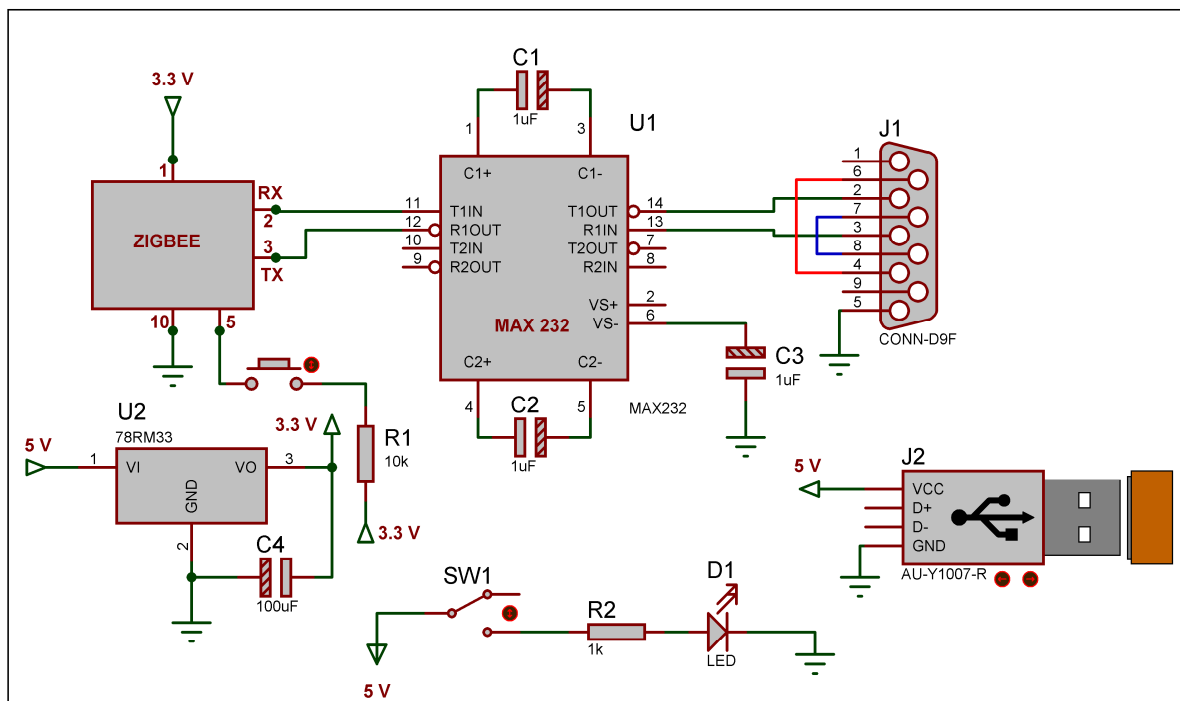 3.3 V
1
ZIGBEE
RX
2
3
TX
10
5
C1
1uF
1
3
U1
C1+
C1-
11
T1IN
12
R1OUT
10
T2IN
9
R2OUT
T1OUT
14
R1IN
13
T2OUT
7
R2IN
8
VS+
2
VS-
6
MAX 232
C2+
C2-
4
5
C2
1uF
MAX232
C3
1uF
J1
1
6
2
7
3
8
4
9
5
CONN-D9F
U2
78RM33
5 V
1
VI
VO
3
GND
2
3.3 V
R1
10k
3.3 V
C4
100uF
SW1
5 V
R2
1k
D1
LED
J2
5 V
VCC
D+
D-
GND
AU-Y1007-R